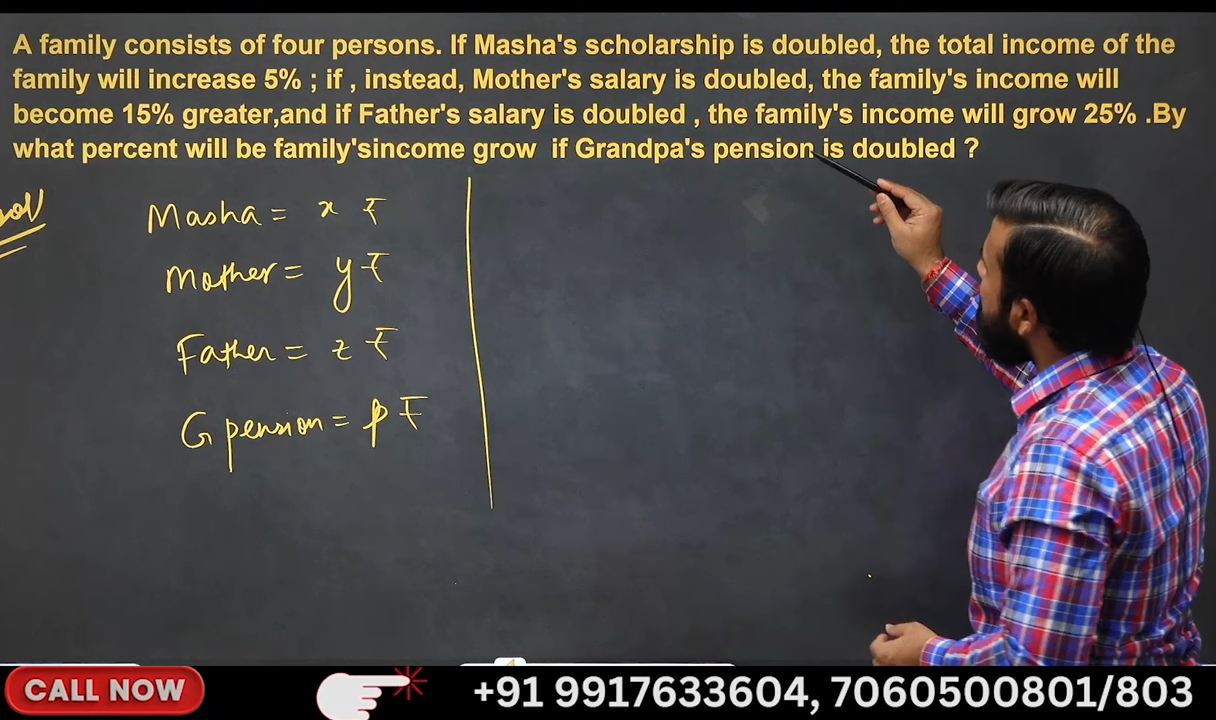 A family consists of four persons. If Masha's scholarship is doubled, the total income of the
family will increase 5% ; if , instead, Mother's salary is doubled, the family's income will
become 15% greater,and if Father's salary is doubled , the family's income will grow 25% .By
what percent will be family'sincome grow if Grandpa's pension is doubled ?
Masha = x ₹
Mother = y ₹
Father = z ₹
G pension = p ₹
CALL NOW
+91 9917633604, 7060500801/803